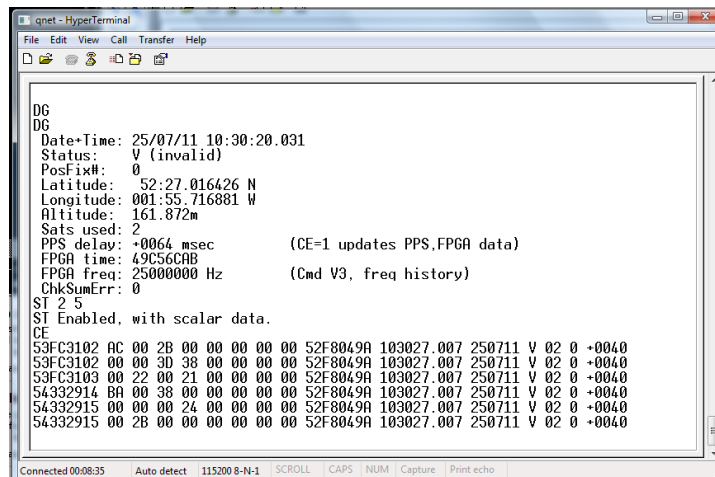 qnet - HyperTerminal
File Edit View Call Transfer Help
DG
DG
Date+Time: 25/07/11 10:30:20.031
Status: V (invalid)
PosFix#: 0
Latitude: 52:27.016426 N
Longitude: 001:55.716881 W
Altitude: 161.872m
Sats used: 2
PPS delay: +0064 msec (CE=1 updates PPS,FPGA data)
FPGA time: 49C56CAB
FPGA freq: 25000000 Hz (Cmd V3, freq history)
ChkSumErr: 0
ST 2 5
ST Enabled, with scalar data.
CE
53FC3102 AC 00 2B 00 00 00 00 00 52F8049A 103027.007 250711 V 02 0 +0040
53FC3102 00 00 3D 38 00 00 00 00 52F8049A 103027.007 250711 V 02 0 +0040
53FC3103 00 22 00 21 00 00 00 00 52F8049A 103027.007 250711 V 02 0 +0040
54332914 BA 00 38 00 00 00 00 00 52F8049A 103027.007 250711 V 02 0 +0040
54332915 00 00 00 24 00 00 00 00 52F8049A 103027.007 250711 V 02 0 +0040
54332915 00 2B 00 00 00 00 00 00 52F8049A 103027.007 250711 V 02 0 +0040
Connected 00:08:35 Auto detect 115200 8-N-1 SCROLL CAPS NUM Capture Print echo